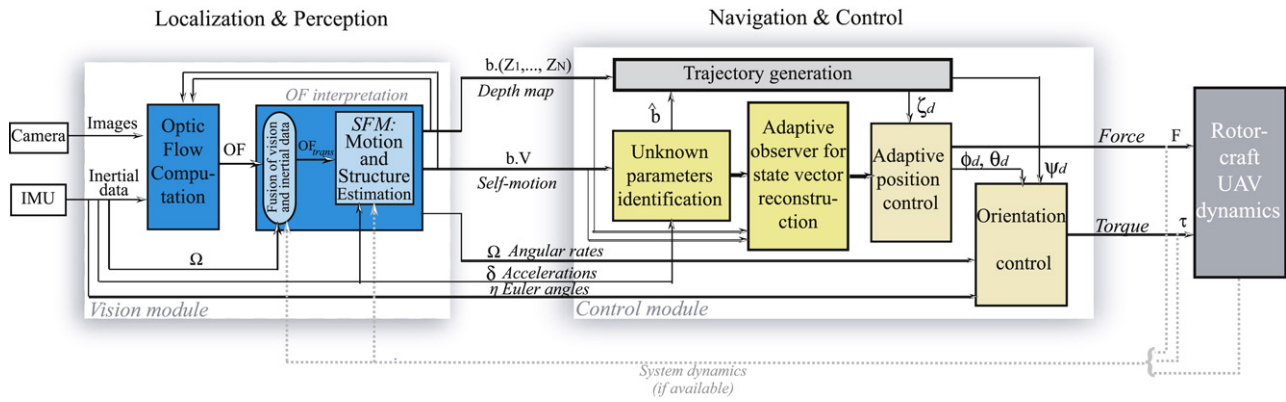 Localization & Perception
Navigation & Control
Camera
IMU
Images
Inertial
data
Optic
Flow
Compu-
tation
OF
OF interpretation
Fusion of vision
and inertial data
OFtrans
SFM:
Motion and
Structure
Estimation
Ω
Vision module
b.(Z1,..., ZN)
Depth map
b.V
Self-motion
Ω Angular rates
δ Accelerations
η Euler angles
Trajectory generation
b̂
ζd
Unknown
parameters
identification
Adaptive
observer for
state vector
reconstru-
ction
Adaptive
position
control
ϕd, θd
ψd
Orientation
control
Control module
Force
F
Torque
τ
Rotor-
craft
UAV
dynamics
System dynamics
(if available)